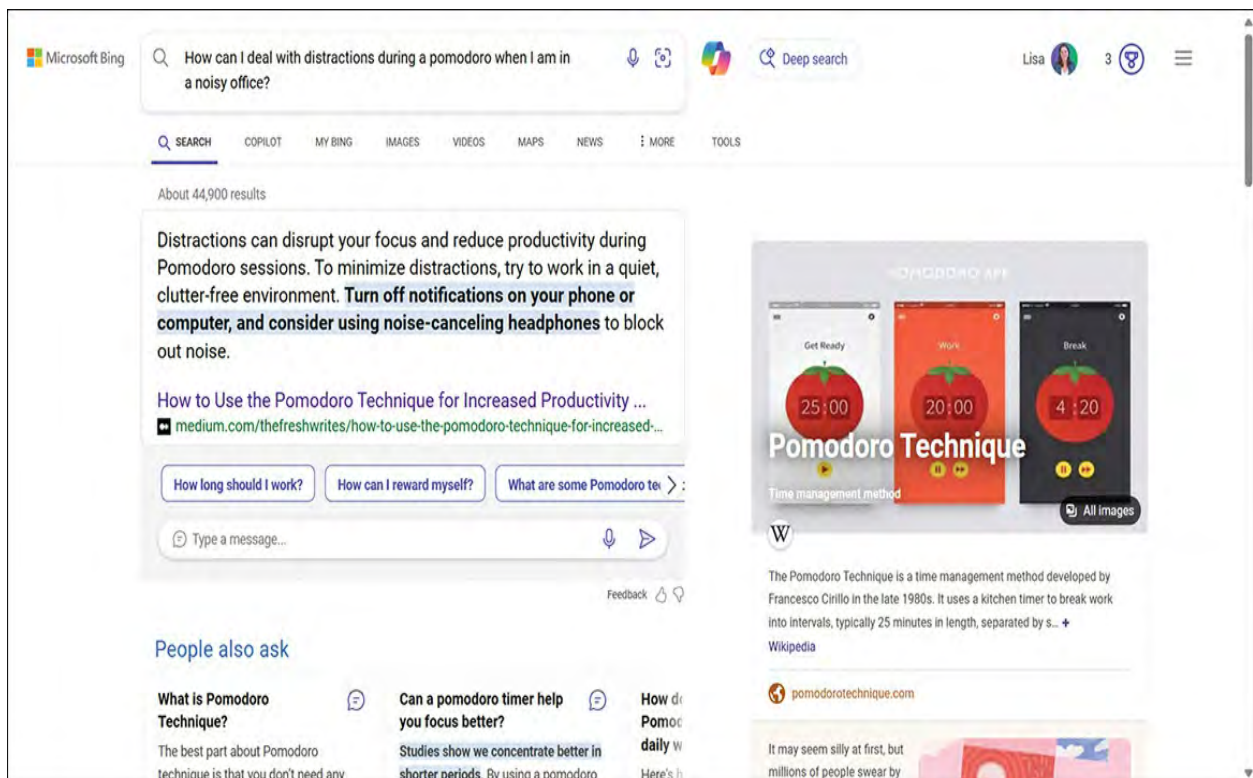 Microsoft Bing
How can I deal with distractions during a pomodoro when I am in
a noisy office?
Deep search
Lisa
3
SEARCH COPILOT MY BING IMAGES VIDEOS MAPS NEWS MORE TOOLS
About 44,900 results
Distractions can disrupt your focus and reduce productivity during
Pomodoro sessions. To minimize distractions, try to work in a quiet,
clutter-free environment. Turn off notifications on your phone or
computer, and consider using noise-canceling headphones to block
out noise.
How to Use the Pomodoro Technique for Increased Productivity ...
medium.com/thefreshwrites/how-to-use-the-pomodoro-technique-for-increased-...
How long should I work? How can I reward myself? What are some Pomodoro
Type a message...
Feedback
People also ask
What is Pomodoro
Technique?
The best part about Pomodoro
technique is that you don't need any
Can a pomodoro timer help
you focus better?
Studies show we concentrate better in
shorter periods. By using a pomodoro
How
daily
Here's
POMODORO APP
Get Ready Work Break
25:00 20:00 4:20
Pomodoro Technique
Time management method
All images
W
The Pomodoro Technique is a time management method developed by
Francesco Cirillo in the late 1980s. It uses a kitchen timer to break work
into intervals, typically 25 minutes in length, separated by s... +
Wikipedia
pomodorotechnique.com
It may seem silly at first, but
millions of people swear by